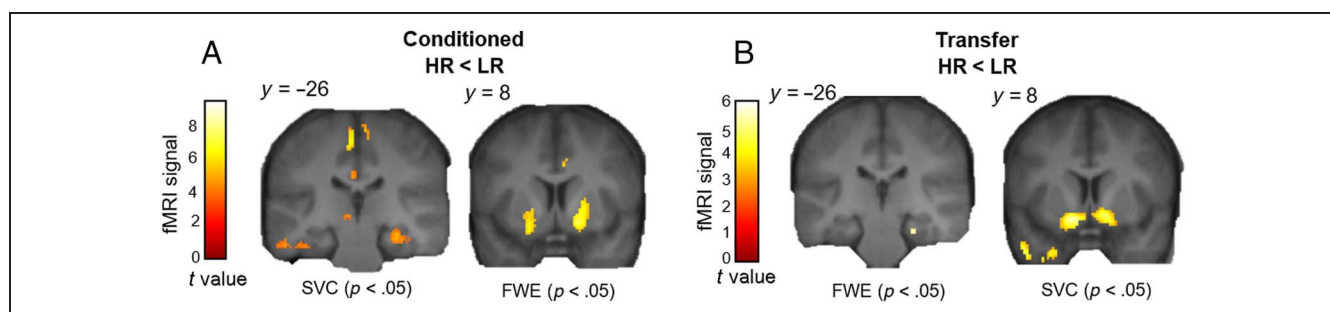 A
Conditioned
HR < LR
y = –26
y = 8
8
6
4
2
0
fMRI signal
t value
SVC (p < .05)
FWE (p < .05)
B
Transfer
HR < LR
y = –26
y = 8
6
5
4
3
2
1
0
fMRI signal
t value
FWE (p < .05)
SVC (p < .05)